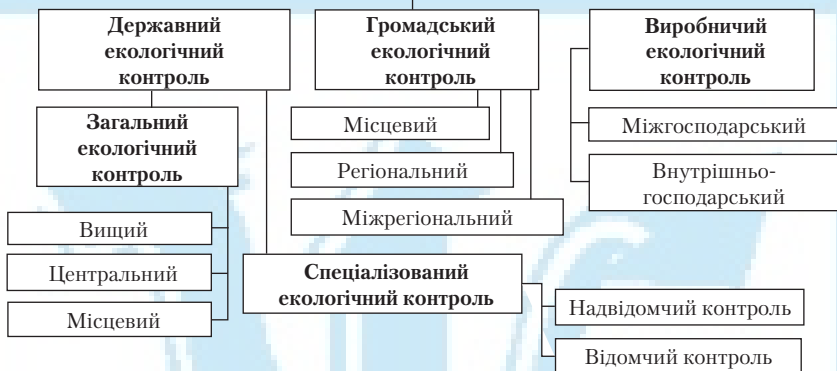 Державний
екологічний
контроль
Громадський
екологічний
контроль
Виробничий
екологічний
контроль
Загальний
екологічний
контроль
Місцевий
Регіональний
Міжрегіональний
Міжгосподарський
Внутрішньо-
господарський
Вищий
Центральний
Місцевий
Спеціалізований
екологічний контроль
Надвідомчий контроль
Відомчий контроль